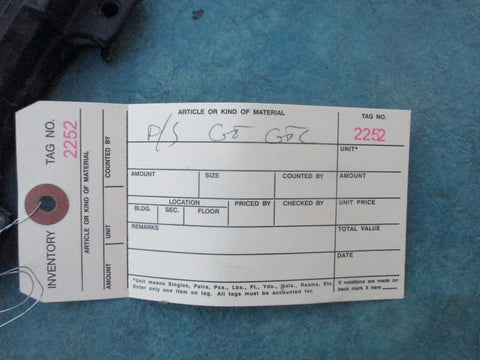 ARTICLE OR KIND OF MATERIAL
TAG NO.
P/S
2252
UNIT*
AMOUNT SIZE COUNTED BY AMOUNT
LOCATION
BLDG. SEC. FLOOR PRICED BY CHECKED BY UNIT PRICE
REMARKS
TOTAL VALUE
DATE
*Unit means Singles, Pairs, Pcs., Lbs., Ft., Yds., Sets, Reams, Etc.
Enter only one item on tag. All tags must be accounted for.
If notations are made on
back mark X here
INVENTORY TAG NO. 2252
ARTICLE OR KIND OF MATERIAL
AMOUNT UNIT COUNTED BY